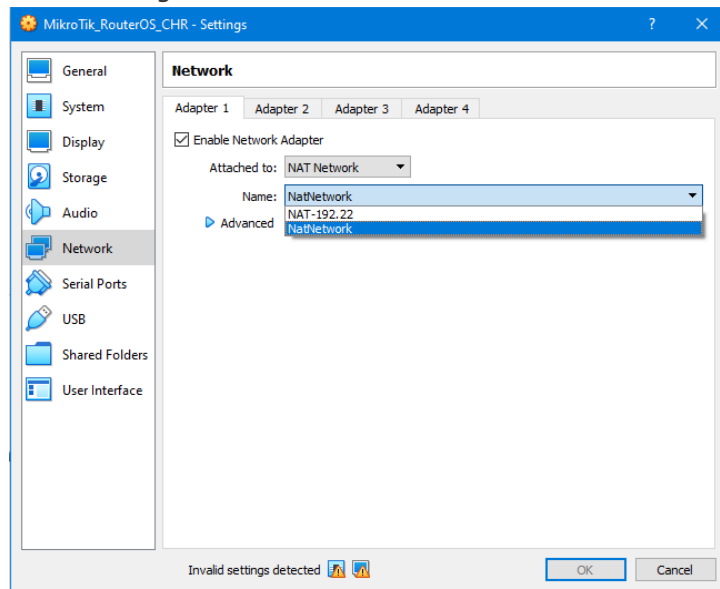 MikroTik_RouterOS_CHR - Settings
?
General
System
Display
Storage
Audio
Network
Serial Ports
USB
Shared Folders
User Interface
Network
Adapter 1
Adapter 2
Adapter 3
Adapter 4
Enable Network Adapter
Attached to: NAT Network
Name: NatNetwork
NAT-192.22
NatNetwork
Advanced
Invalid settings detected
OK
Cancel